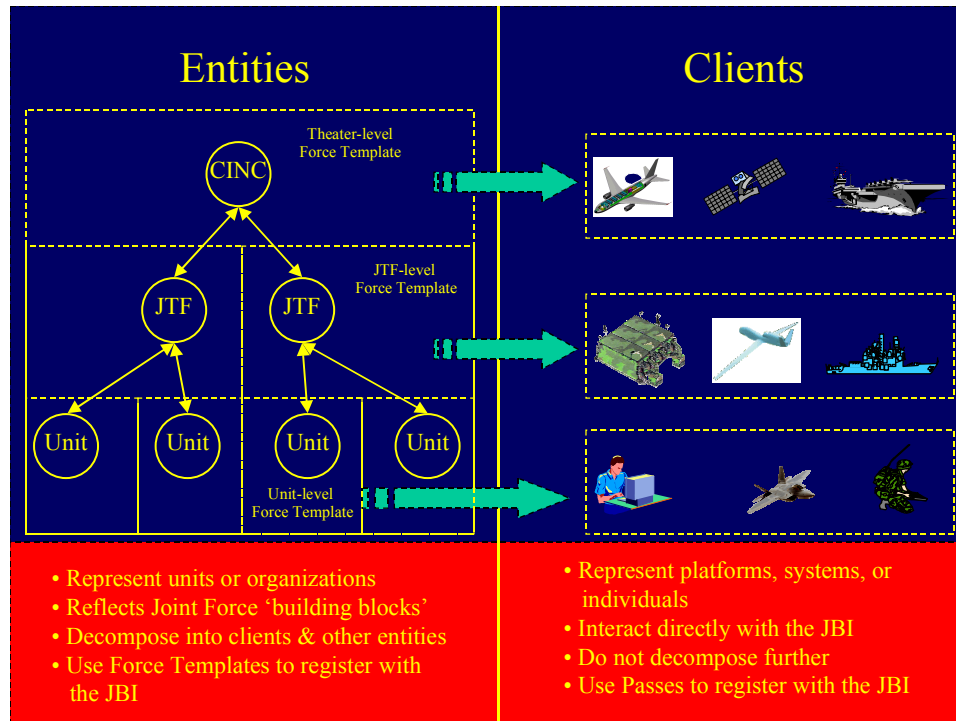 Entities
Theater-level
Force Template
CINC
JTF-level
Force Template
JTF
JTF
Unit
Unit
Unit
Unit
Unit-level
Force Template
• Represent units or organizations
• Reflects Joint Force ‘building blocks’
• Decompose into clients & other entities
• Use Force Templates to register with
the JBI
Clients
• Represent platforms, systems, or
individuals
• Interact directly with the JBI
• Do not decompose further
• Use Passes to register with the JBI